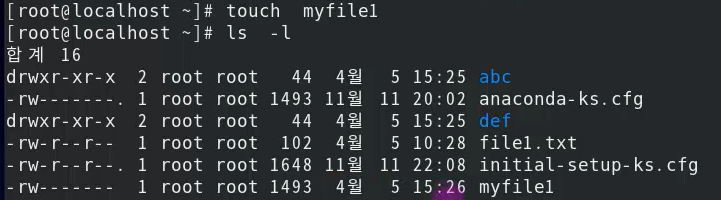 [root@localhost ~]# touch  myfile1
[root@localhost ~]# ls  -l
합계 16
drwxr-xr-x  2 root root   44  4월   5 15:25 abc
-rw-------. 1 root root 1493 11월  11 20:02 anaconda-ks.cfg
drwxr-xr-x  2 root root   44  4월   5 15:25 def
-rw-r--r--  1 root root  102  4월   5 10:28 file1.txt
-rw-r--r--. 1 root root 1648 11월  11 22:08 initial-setup-ks.cfg
-rw-------  1 root root 1493  4월   5 15:26 myfile1